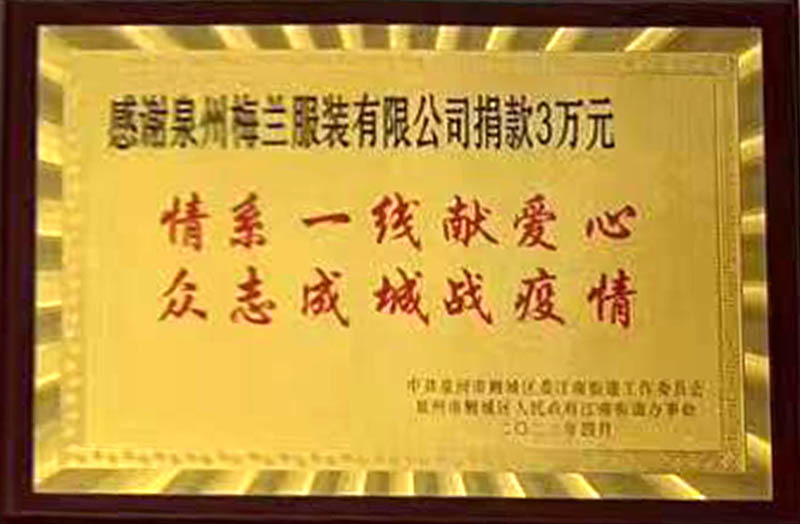 感谢泉州梅兰服装有限公司捐款3万元
情系一线献爱心
众志成城战疫情
中共泉州市鲤城区委江南街道工作委员会
泉州市鲤城区人民政府江南街道办事处
二〇二二年四月